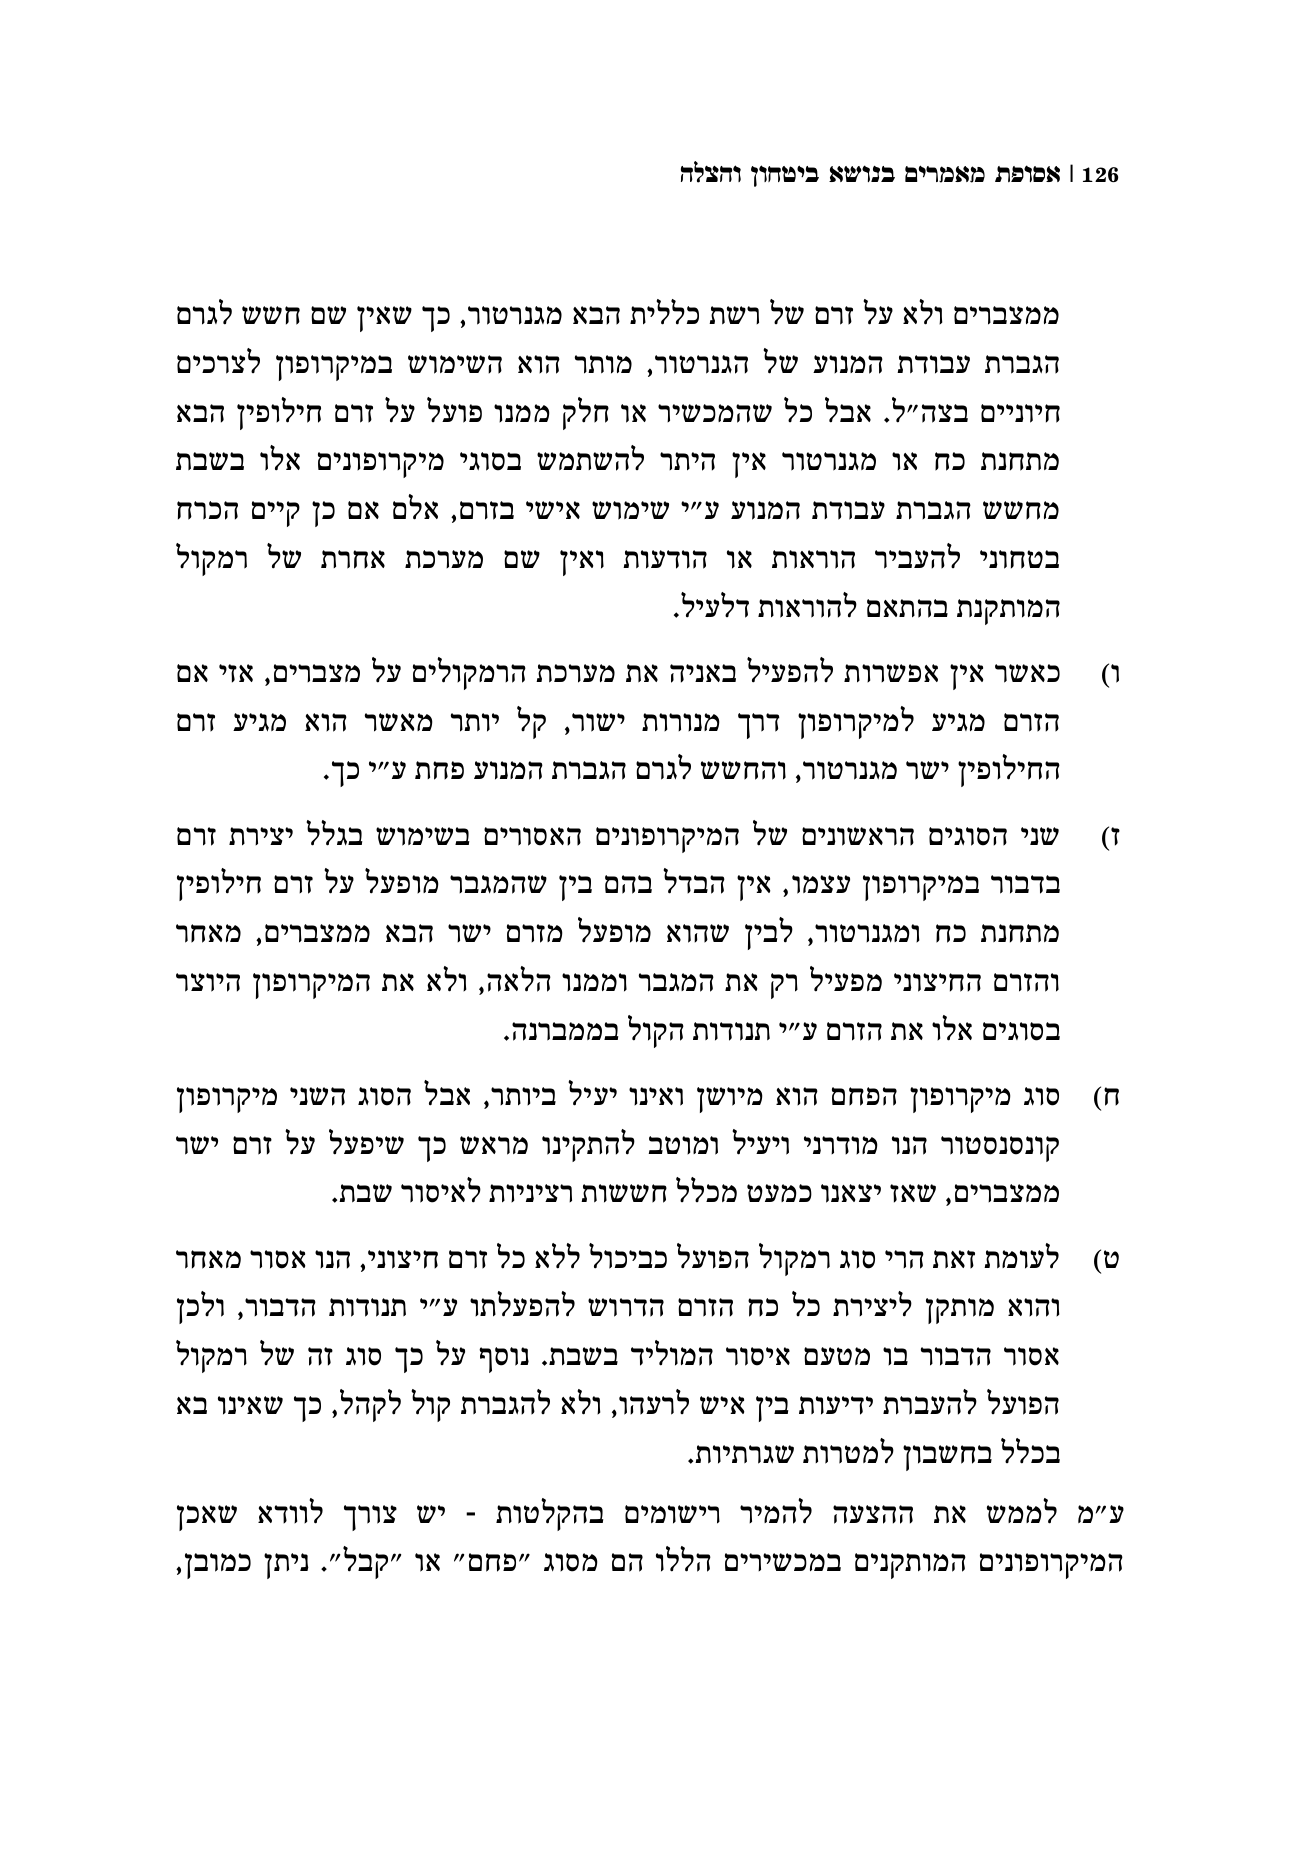 126 | אסופת מאמרים בנושא ביטחון והצלה
ממצברים ולא על זרם של רשת כללית הבא מגנרטור, כך שאין שם חשש לגרם
הגברת עבודת המנוע של הגנרטור, מותר הוא השימוש במיקרופון לצרכים
חיוניים בצה״ל. אבל כל שהמכשיר או חלק ממנו פועל על זרם חילופין הבא
מתחנת כח או מגנרטור אין היתר להשתמש בסוגי מיקרופונים אלו בשבת
מחשש הגברת עבודת המנוע ע״י שימוש אישי בזרם, אלם אם כן קיים הכרח
בטחוני להעביר הוראות או הודעות ואין שם מערכת אחרת של רמקול
המותקנת בהתאם להוראות דלעיל.
ו) כאשר אין אפשרות להפעיל באניה את מערכת הרמקולים על מצברים, אזי אם
הזרם מגיע למיקרופון דרך מנורות ישור, קל יותר מאשר הוא מגיע זרם
החילופין ישר מגנרטור, והחשש לגרם הגברת המנוע פחת ע״י כך.
ז) שני הסוגים הראשונים של המיקרופונים האסורים בשימוש בגלל יצירת זרם
בדבור במיקרופון עצמו, אין הבדל בהם בין שהמגבר מופעל על זרם חילופין
מתחנת כח ומגנרטור, לבין שהוא מופעל מזרם ישר הבא ממצברים, מאחר
והזרם החיצוני מפעיל רק את המגבר וממנו הלאה, ולא את המיקרופון היוצר
בסוגים אלו את הזרם ע״י תנודות הקול בממברנה.
ח) סוג מיקרופון הפחם הוא מיושן ואינו יעיל ביותר, אבל הסוג השני מיקרופון
קונסנסטור הנו מודרני ויעיל ומוטב להתקינו מראש כך שיפעל על זרם ישר
ממצברים, שאז יצאנו כמעט מכלל חששות רציניות לאיסור שבת.
ט) לעומת זאת הרי סוג רמקול הפועל כביכול ללא כל זרם חיצוני, הנו אסור מאחר
והוא מותקן ליצירת כל כח הזרם הדרוש להפעלתו ע״י תנודות הדבור, ולכן
אסור הדבור בו מטעם איסור המוליד בשבת. נוסף על כך סוג זה של רמקול
הפועל להעברת ידיעות בין איש לרעהו, ולא להגברת קול לקהל, כך שאינו בא
בכלל בחשבון למטרות שגרתיות.
ע״מ לממש את ההצעה להמיר רישומים בהקלטות - יש צורך לוודא שאכן
המיקרופונים המותקנים במכשירים הללו הם מסוג ״פחם״ או ״קבל״. ניתן כמובן,